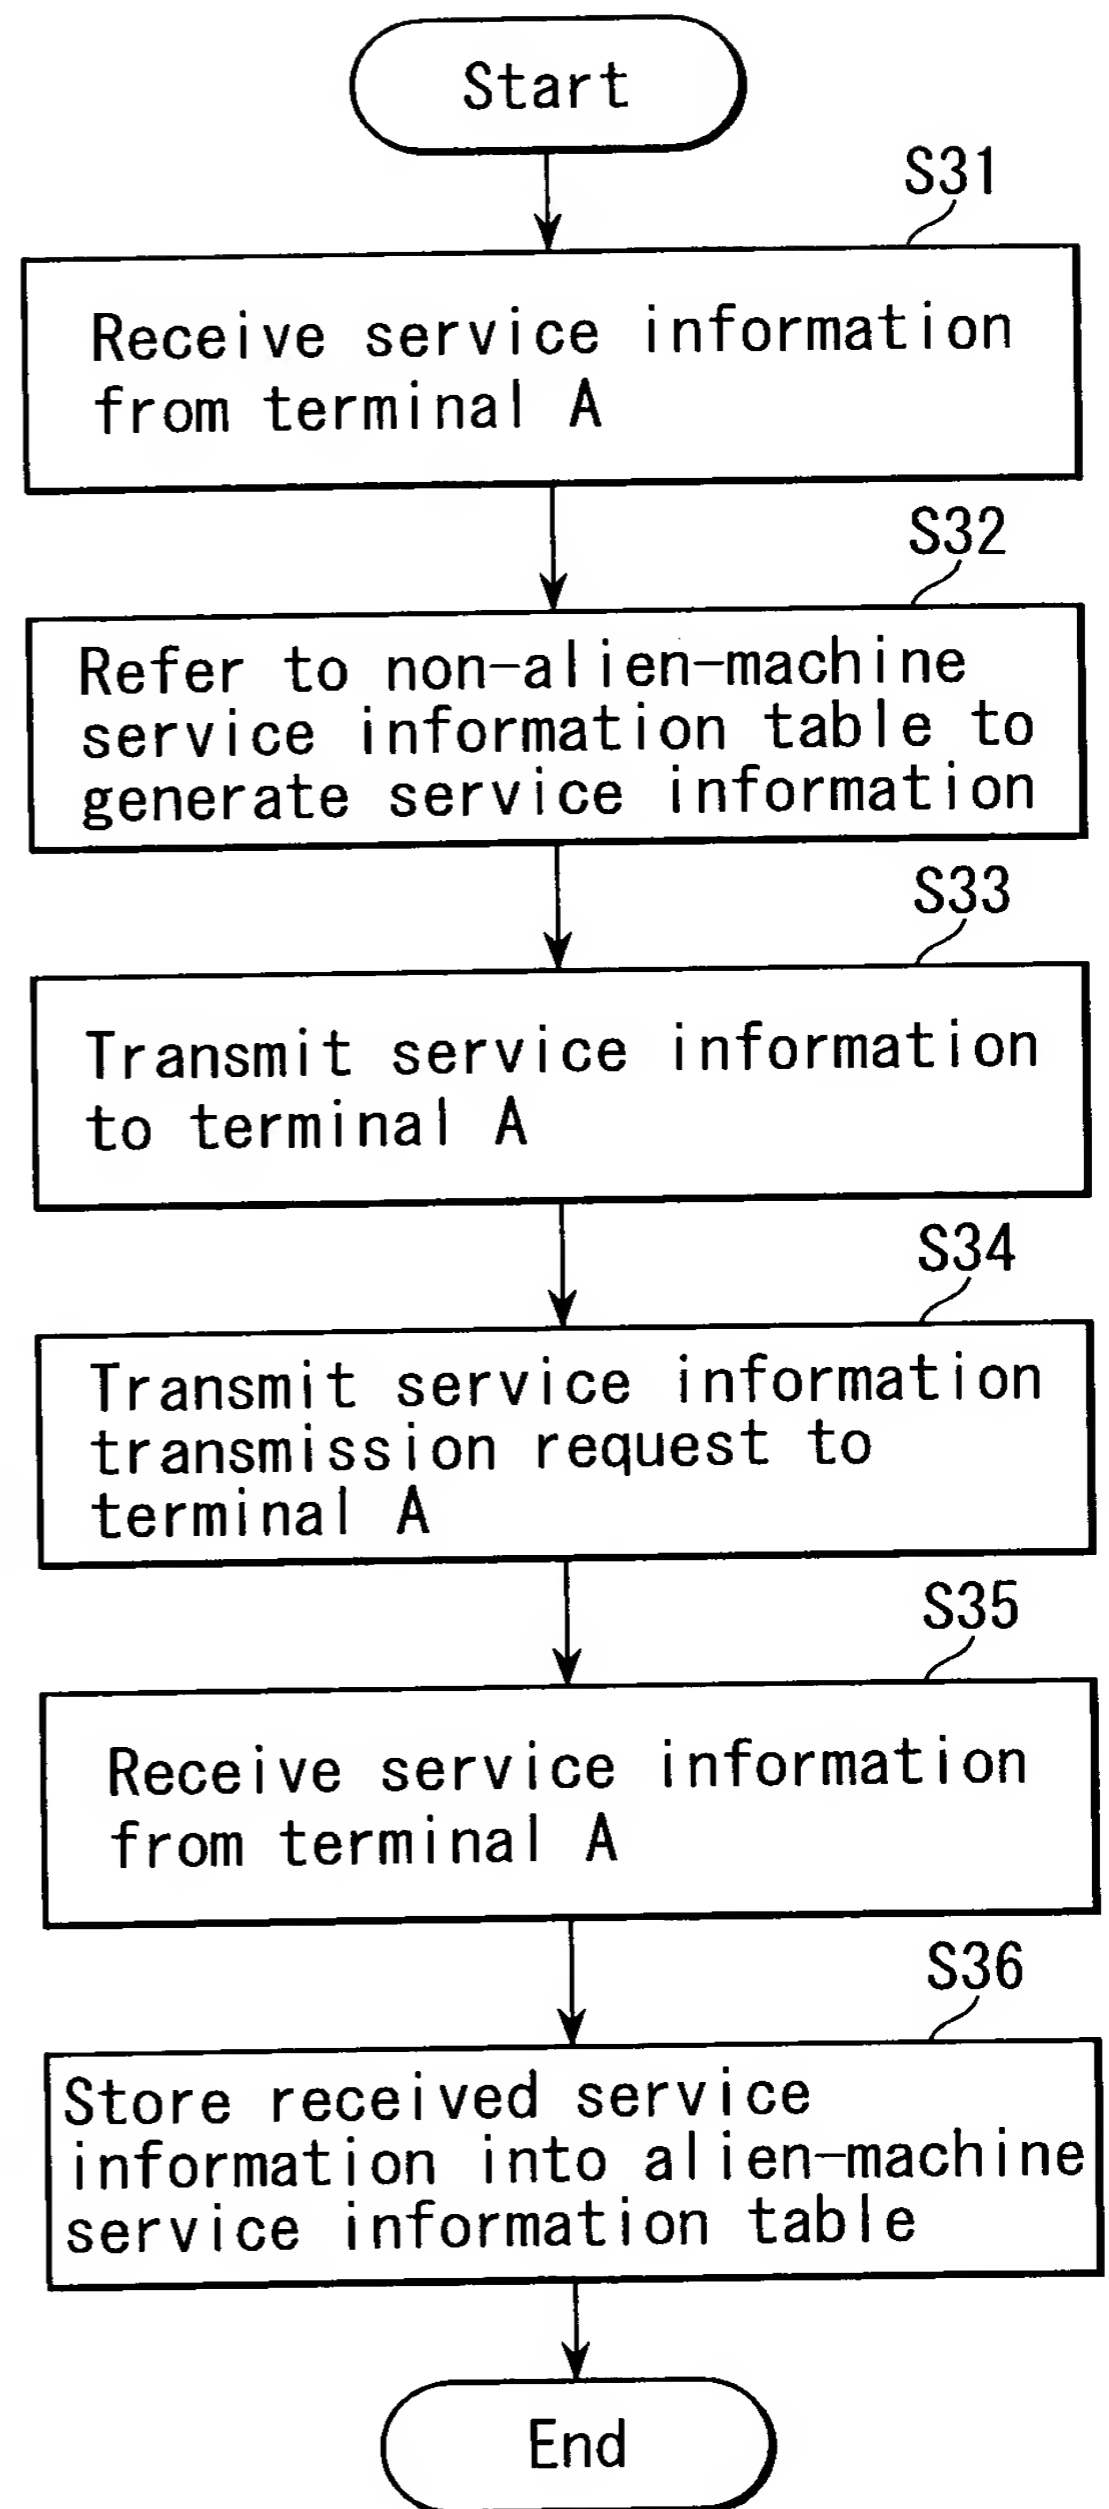 Start
S31
Receive service information
from terminal A
S32
Refer to non-alien-machine
service information table to
generate service information
S33
Transmit service information
to terminal A
S34
Transmit service information
transmission request to
terminal A
S35
Receive service information
from terminal A
S36
Store received service
information into alien-machine
service information table
End